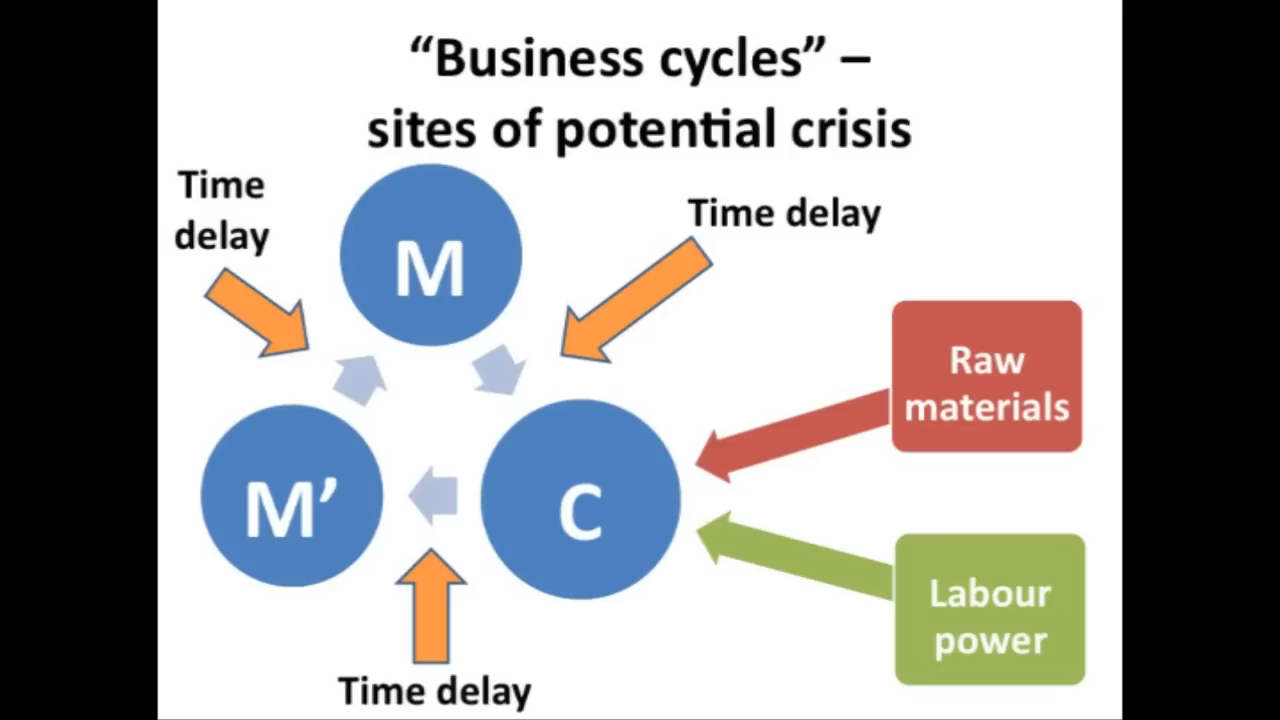 “Business cycles” –
sites of potential crisis
Time
delay
Time delay
M
Raw
materials
M’
C
Labour
power
Time delay